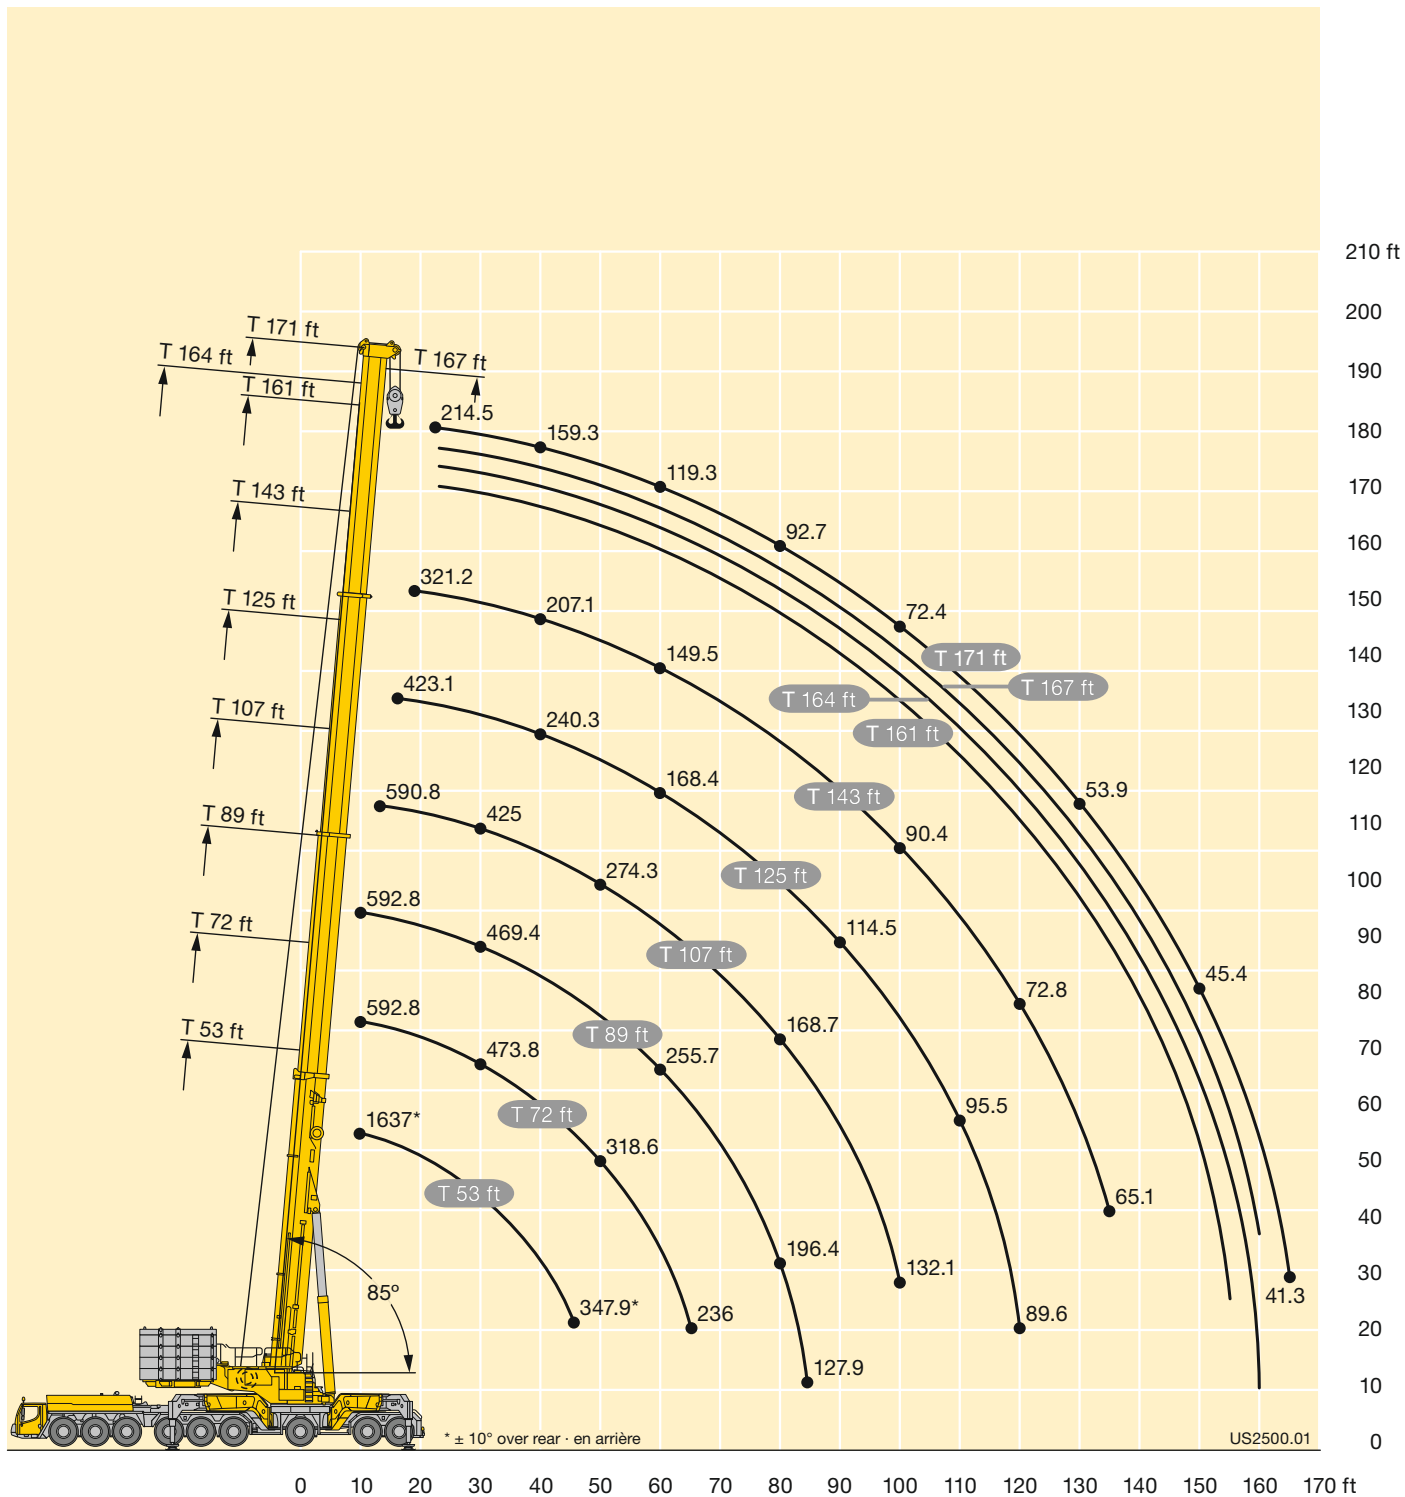 210 ft
200
T 171 ft
T 164 ft
T 167 ft
190
T 161 ft
214.5
180
159.3
119.3
170
T 143 ft
92.7
160
321.2
T 125 ft
207.1
72.4
150
149.5
T 171 ft
140
423.1
T 164 ft
T 167 ft
T 107 ft
240.3
T 161 ft
130
168.4
120
590.8
T 143 ft
53.9
T 89 ft
425
110
90.4
274.3
T 125 ft
100
592.8
T 72 ft
469.4
114.5
90
T 107 ft
45.4
592.8
72.8
80
T 53 ft
473.8
T 89 ft
168.7
255.7
70
1637*
T 72 ft
95.5
60
318.6
50
T 53 ft
65.1
40
196.4
132.1
30
85º
347.9*
41.3
236
89.6
20
127.9
10
* ± 10° over rear · en arrière
US2500.01
0
0 10 20 30 40 50 60 70 80 90 100 110 120 130 140 150 160 170 ft